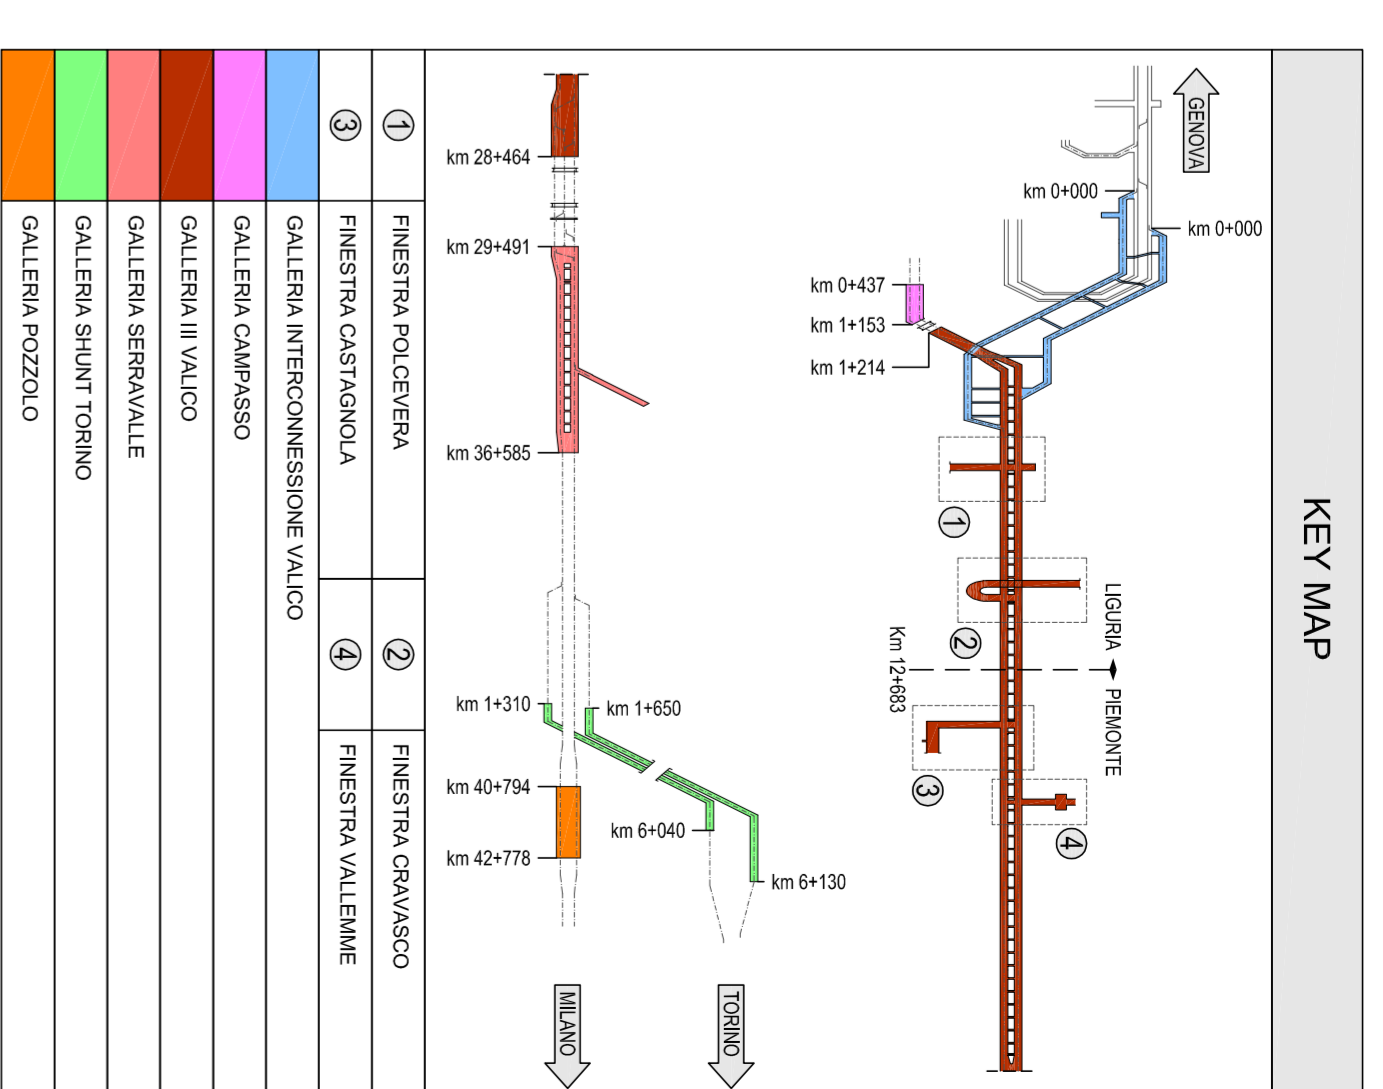 KEY MAP
GENOVA
km 0+000
km 0+000
km 0+437
km 1+153
km 1+214
1
2
LIGURIA
PIEMONTE
Km 12+683
3
4
km 28+464
km 29+491
km 36+585
km 1+310
km 1+650
km 40+794
km 6+040
km 42+778
km 6+130
MILANO
TORINO
1 FINESTRA POLCEVERA
2 FINESTRA CRAVASCO
3 FINESTRA CASTAGNOLA
4 FINESTRA VALLEMME
GALLERIA INTERCONNESSIONE VALICO
GALLERIA CAMPASSO
GALLERIA III VALICO
GALLERIA SERRAVALLE
GALLERIA SHUNT TORINO
GALLERIA POZZOLO